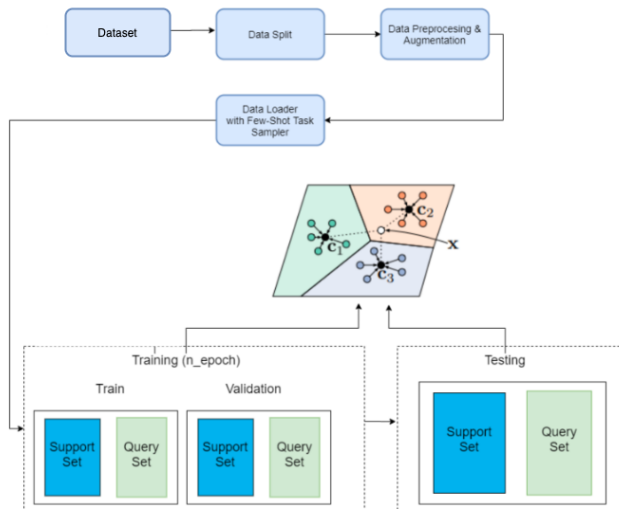 Dataset
Data Split
Data Preprocesing &
Augmentation
Data Loader
with Few-Shot Task
Sampler
c2
c1
x
c3
Training (n_epoch)
Testing
Train
Validation
Support
Set
Query
Set
Support
Set
Query
Set
Support
Set
Query
Set